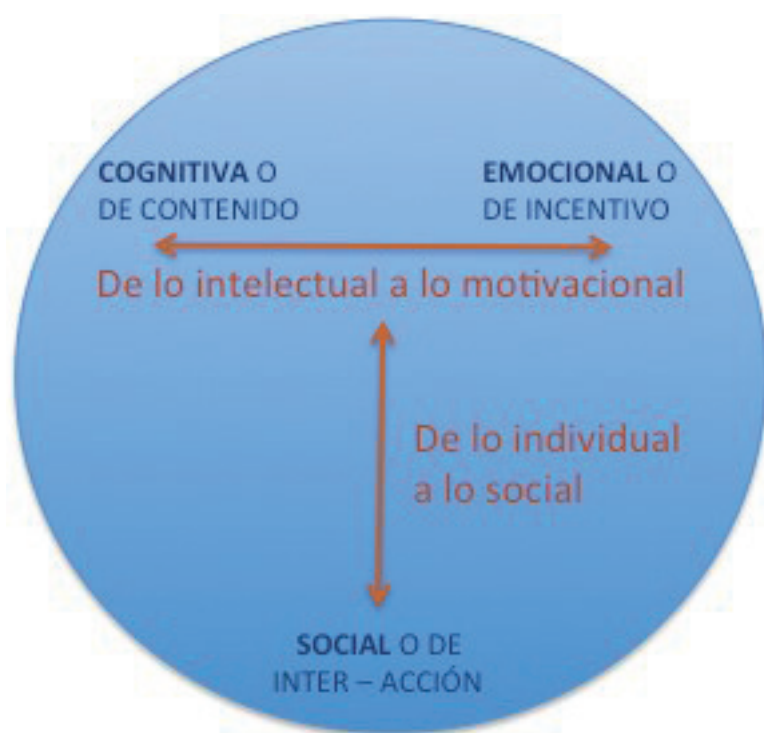 COGNITIVA O
DE CONTENIDO
EMOCIONAL O
DE INCENTIVO
De lo intelectual a lo motivacional
De lo individual
a lo social
SOCIAL O DE
INTER – ACCIÓN